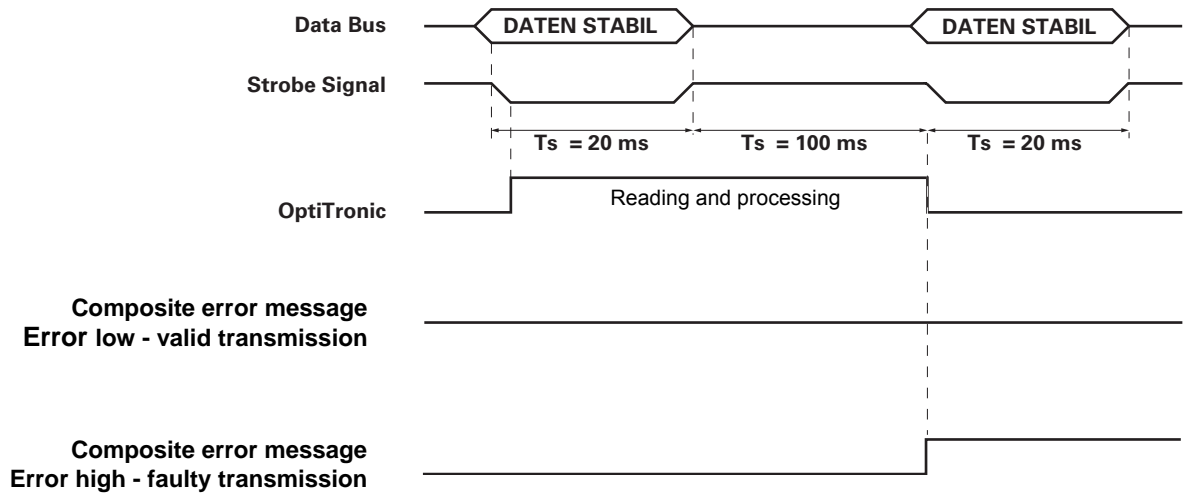 Data Bus
DATEN STABIL
DATEN STABIL
Strobe Signal
Ts = 20 ms
Ts = 100 ms
Ts = 20 ms
OptiTronic
Reading and processing
Composite error message
Error low - valid transmission
Composite error message
Error high - faulty transmission